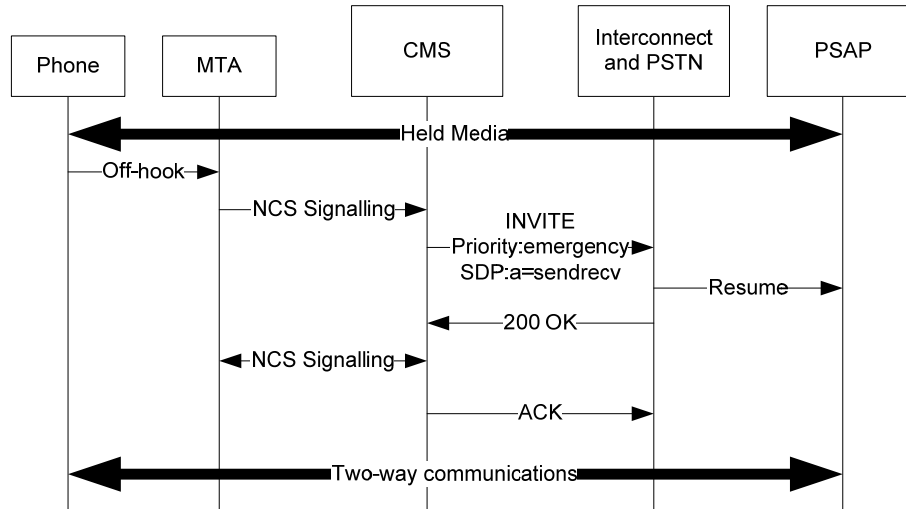 Phone
MTA
CMS
Interconnect
and PSTN
PSAP
Held Media
Off-hook
NCS Signalling
INVITE
Priority:emergency
SDP:a=sendrecv
Resume
200 OK
NCS Signalling
ACK
Two-way communications